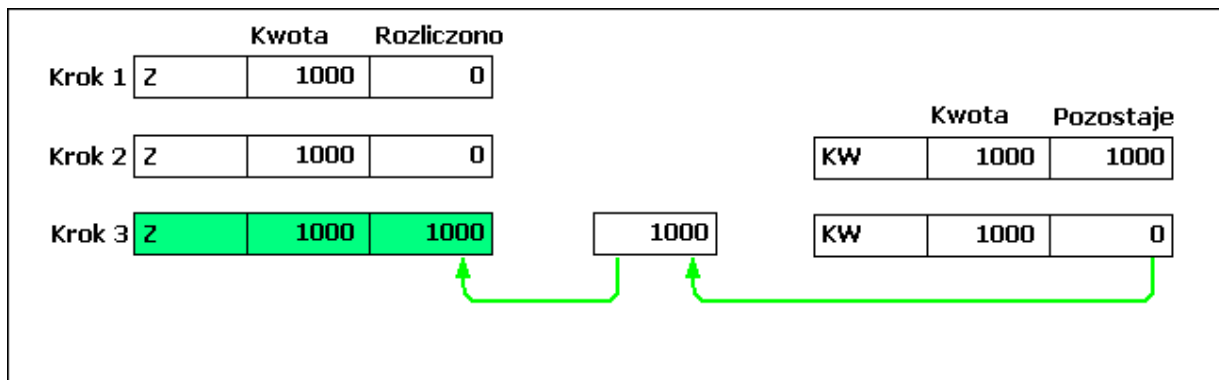 Kwota Rozliczono
Krok 1 Z 1000 0
Kwota Pozostaje
Krok 2 Z 1000 0 KW 1000 1000
Krok 3 Z 1000 1000 1000 KW 1000 0